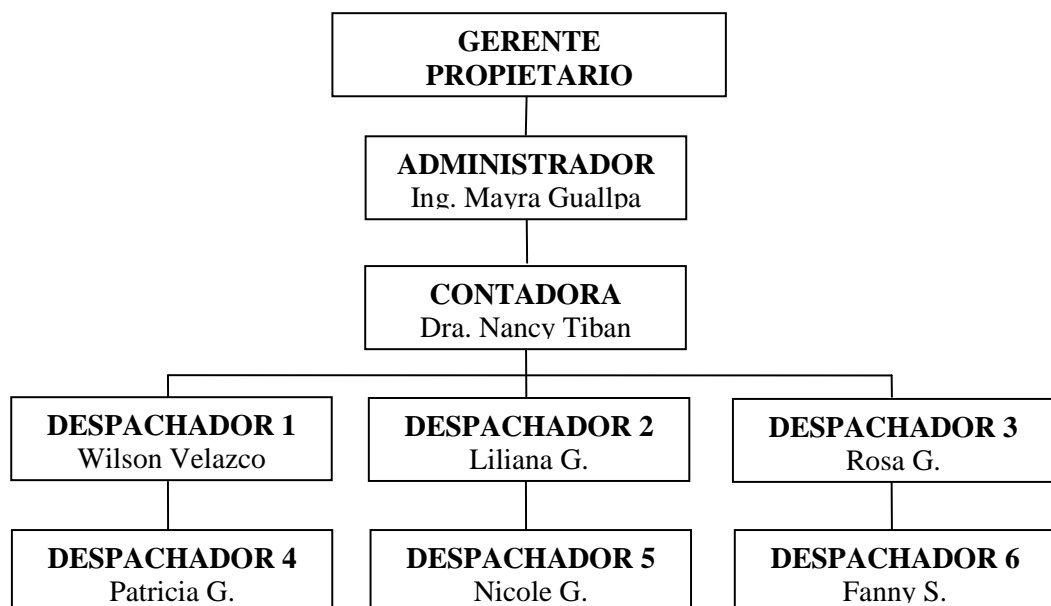 GERENTE
PROPIETARIO
ADMINISTRADOR
Ing. Mayra Guallpa
CONTADORA
Dra. Nancy Tiban
DESPACHADOR 1
Wilson Velazco
DESPACHADOR 2
Liliana G.
DESPACHADOR 3
Rosa G.
DESPACHADOR 4
Patricia G.
DESPACHADOR 5
Nicole G.
DESPACHADOR 6
Fanny S.